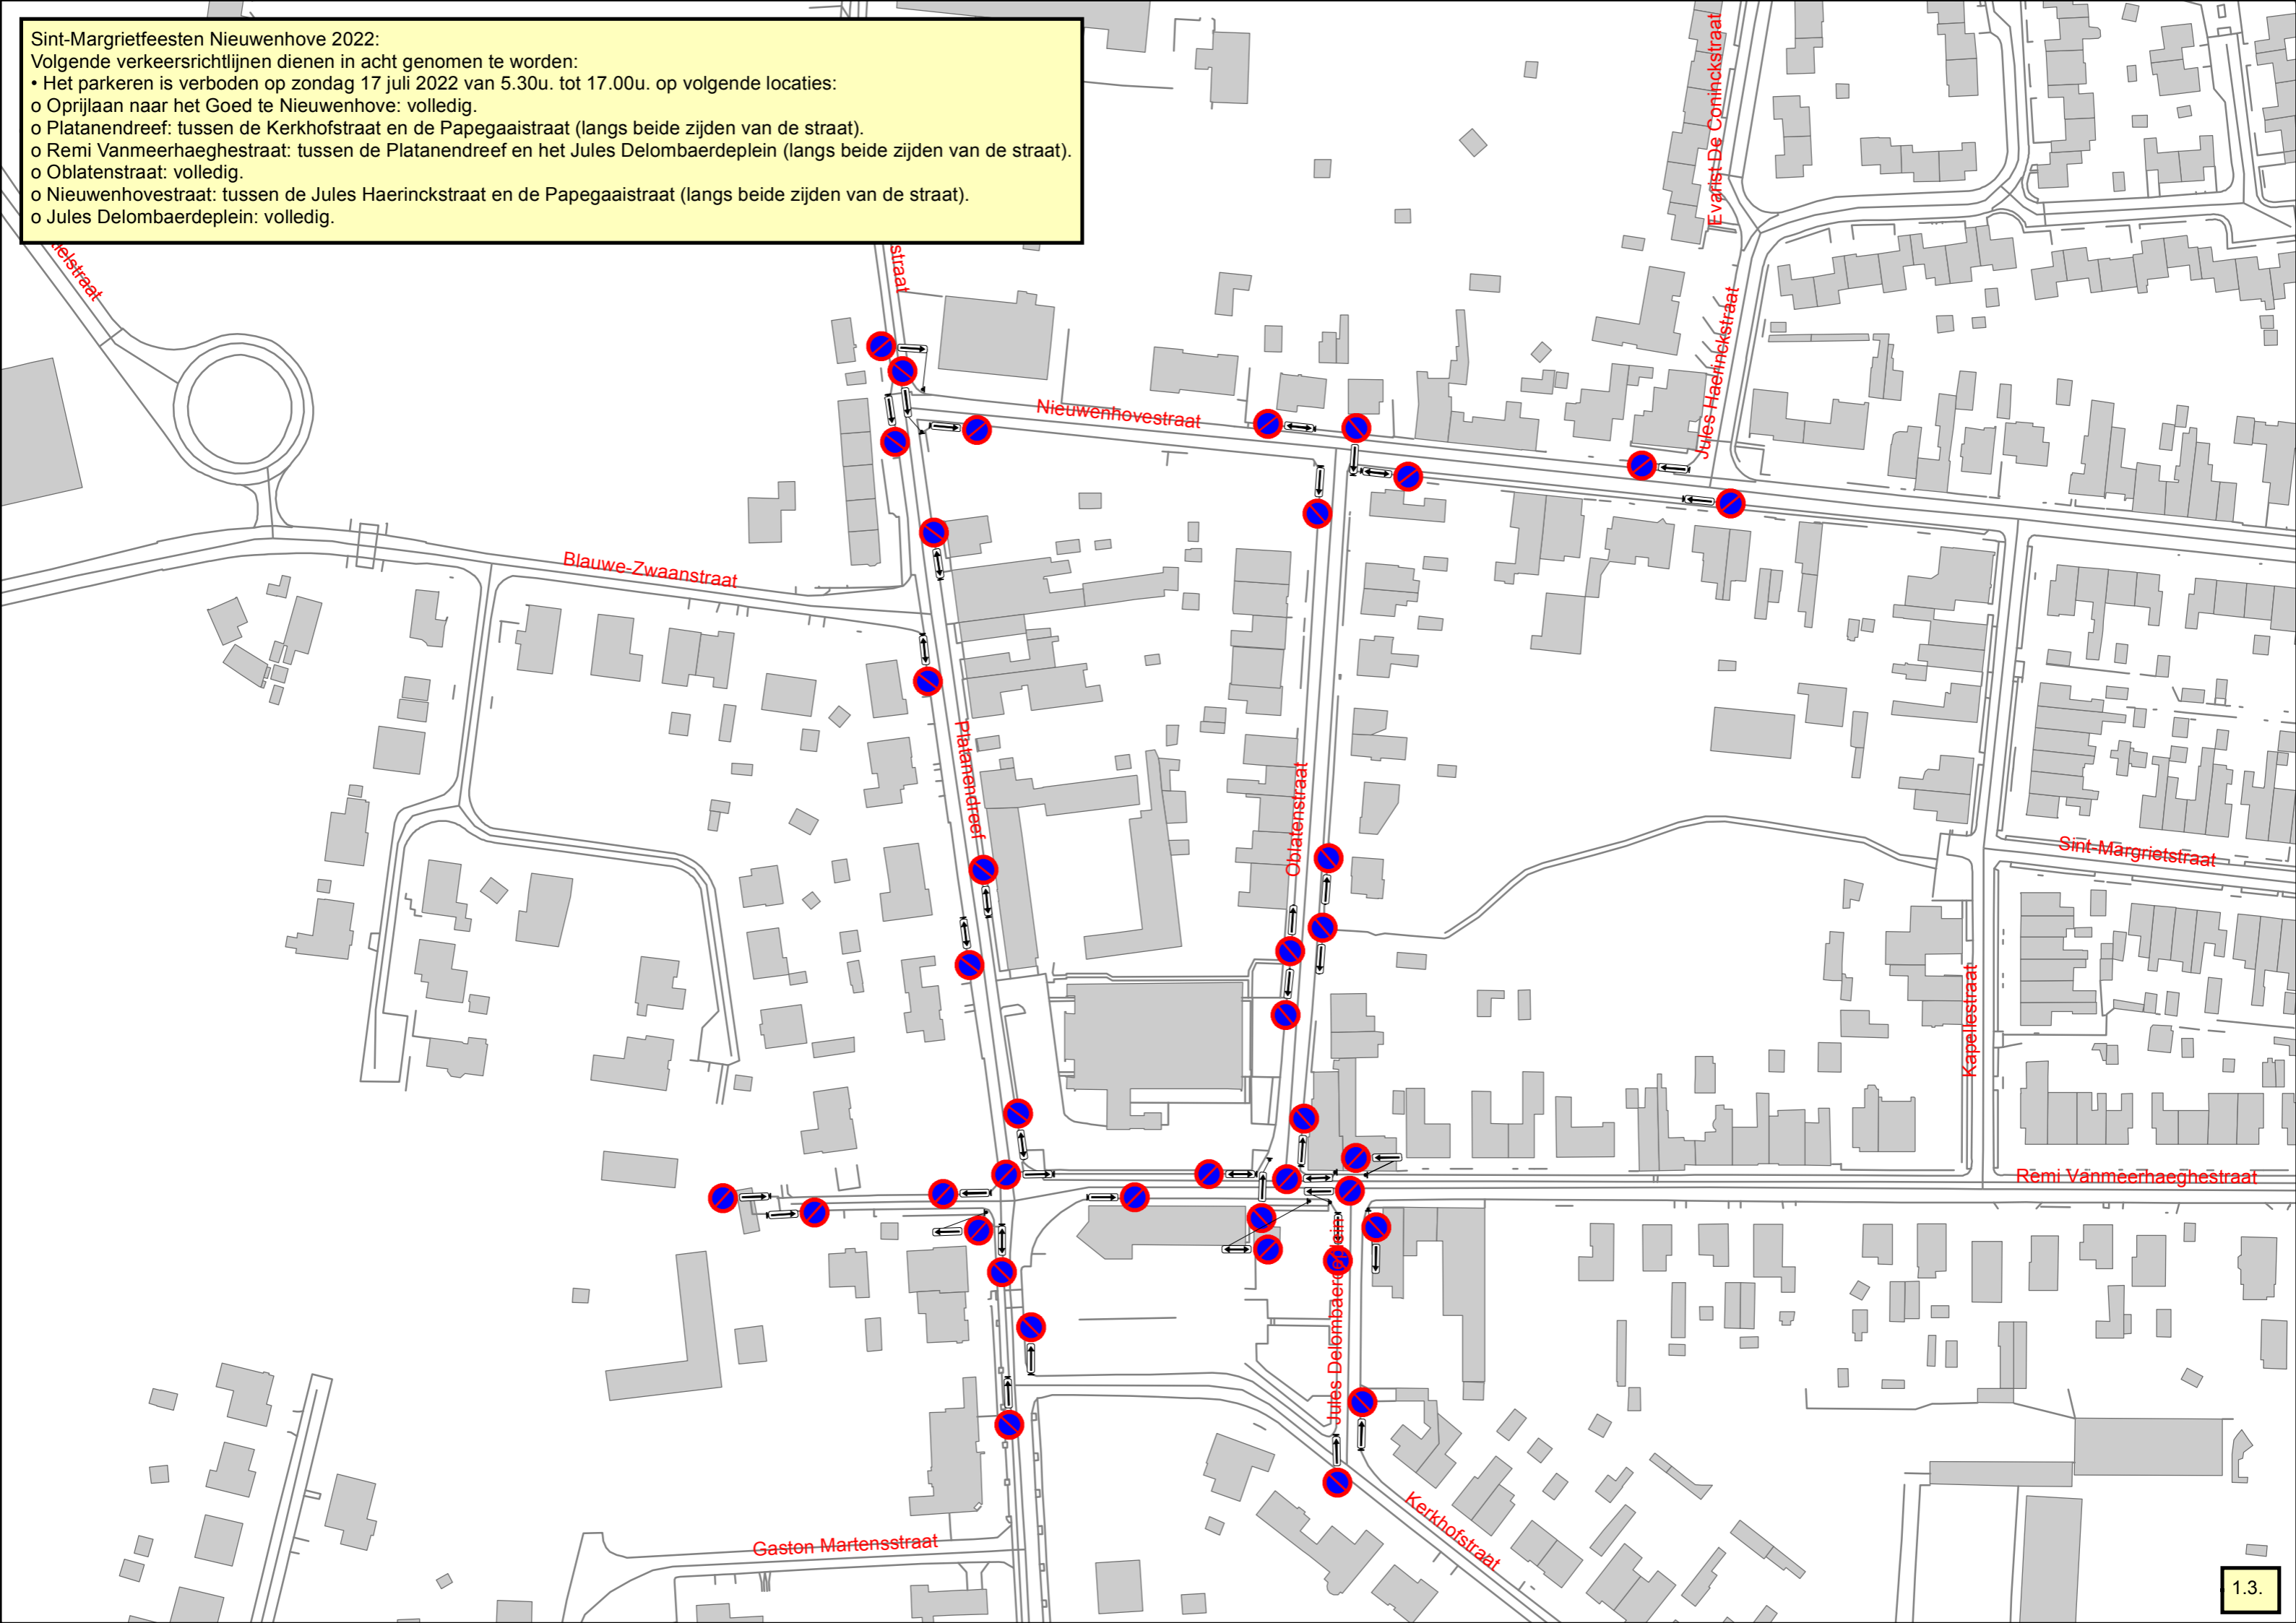 Sint-Margrietfeesten Nieuwenhove 2022:
Volgende verkeersrichtlijnen dienen in acht genomen te worden:
• Het parkeren is verboden op zondag 17 juli 2022 van 5.30u. tot 17.00u. op volgende locaties:
o Oprijlaan naar het Goed te Nieuwenhove: volledig.
o Platanendreef: tussen de Kerkhofstraat en de Papegaaistraat (langs beide zijden van de straat).
o Remi Vanmeerhaeghestraat: tussen de Platanendreef en het Jules Delombaerdeplein (langs beide zijden van de straat).
o Oblatenstraat: volledig.
o Nieuwenhovestraat: tussen de Jules Haerinckstraat en de Papegaaistraat (langs beide zijden van de straat).
o Jules Delombaerdeplein: volledig.
Evarist De Coninckstraat
elstraat
straat
Jules Haerinckstraat
Nieuwenhovestraat
Blauwe-Zwaanstraat
Platanendreef
Oblatenstraat
Sint-Margrietstraat
Kapellestraat
Remi Vanmeerhaeghestraat
Jules Delombaerdeplein
Kerkhofstraat
Gaston Martensstraat
1.3.